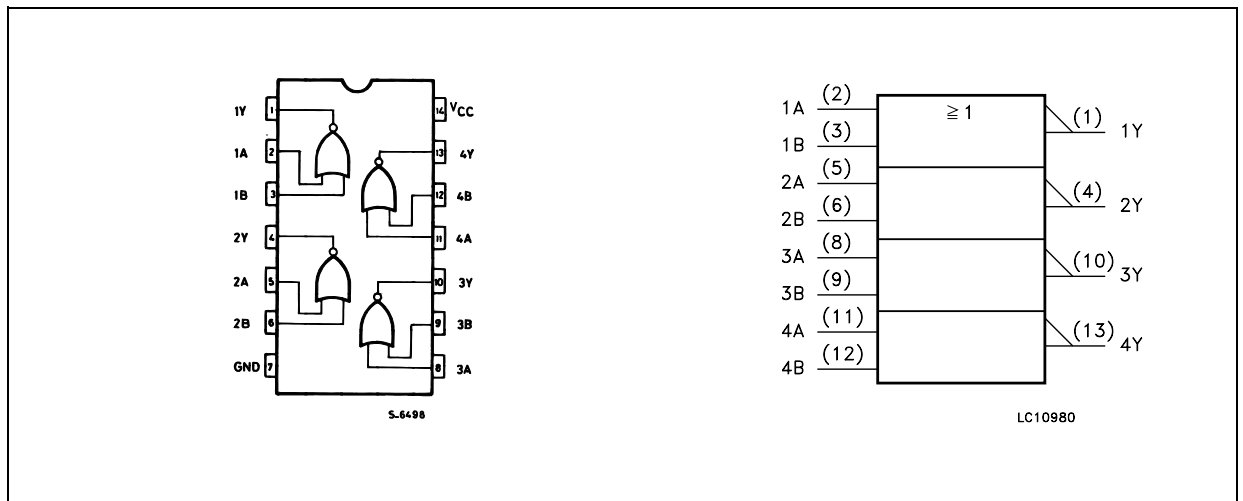 1Y 1 14 VCC
1A 2 13 4Y
1B 3 12 4B
2Y 4 11 4A
2A 5 10 3Y
2B 6 9 3B
GND 7 8 3A
S-6498
≧ 1
1A (2)
1B (3)
2A (5)
2B (6)
3A (8)
3B (9)
4A (11)
4B (12)
(1) 1Y
(4) 2Y
(10) 3Y
(13) 4Y
LC10980